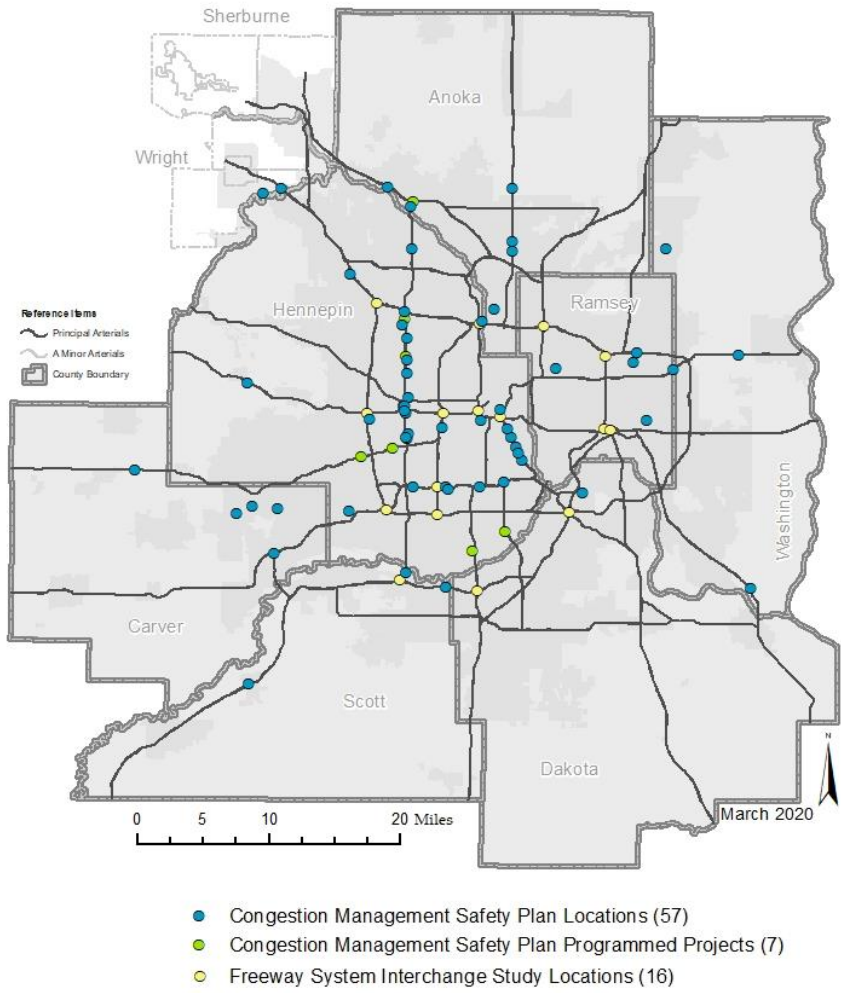 Sherburne
Anoka
Wright
Hennepin
Ramsey
Reference Items
Principal Arterials
A Minor Arterials
County Boundary
Washington
Carver
Scott
Dakota
N
March 2020
0 5 10 20 Miles
Congestion Management Safety Plan Locations (57)
Congestion Management Safety Plan Programmed Projects (7)
Freeway System Interchange Study Locations (16)